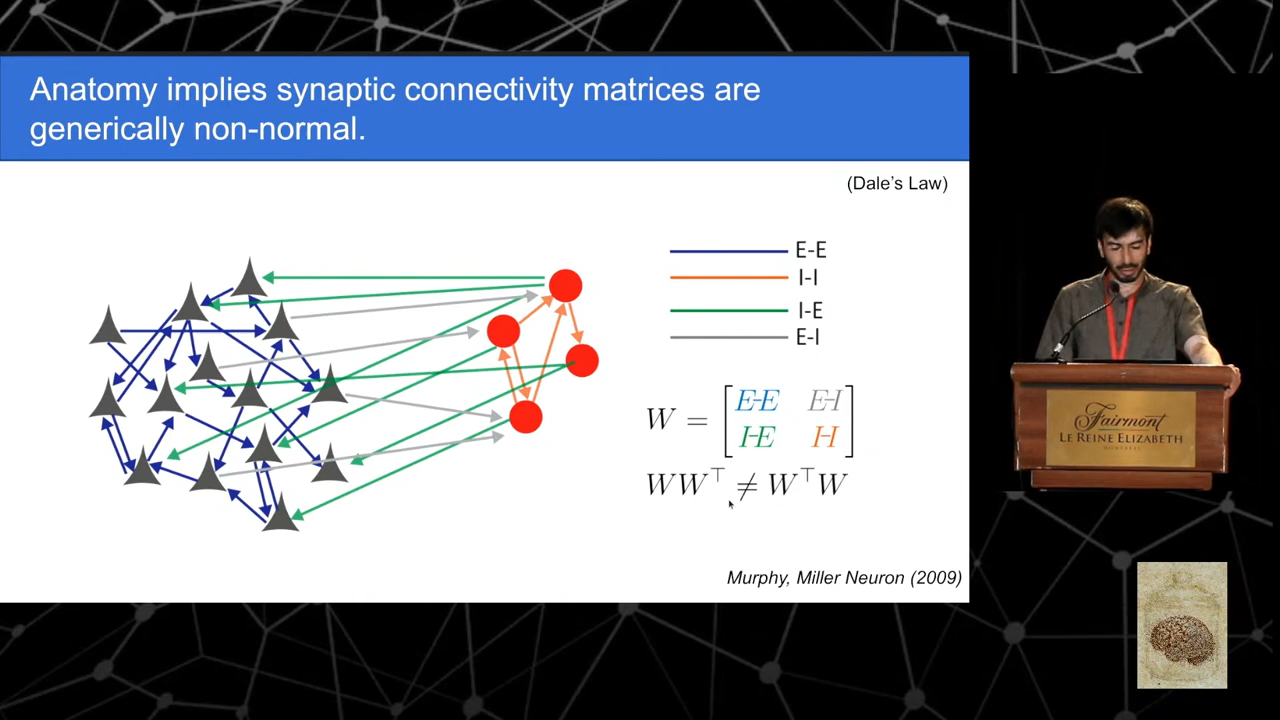 Anatomy implies synaptic connectivity matrices are
generically non-normal.
(Dale's Law)
E-E
I-I
I-E
E-I
W = [E-E E-I
I-E I-I]
WW⊤ ≠ W⊤W
Murphy, Miller Neuron (2009)
Fairmont
LE REINE ELIZABETH
MONTRÉAL